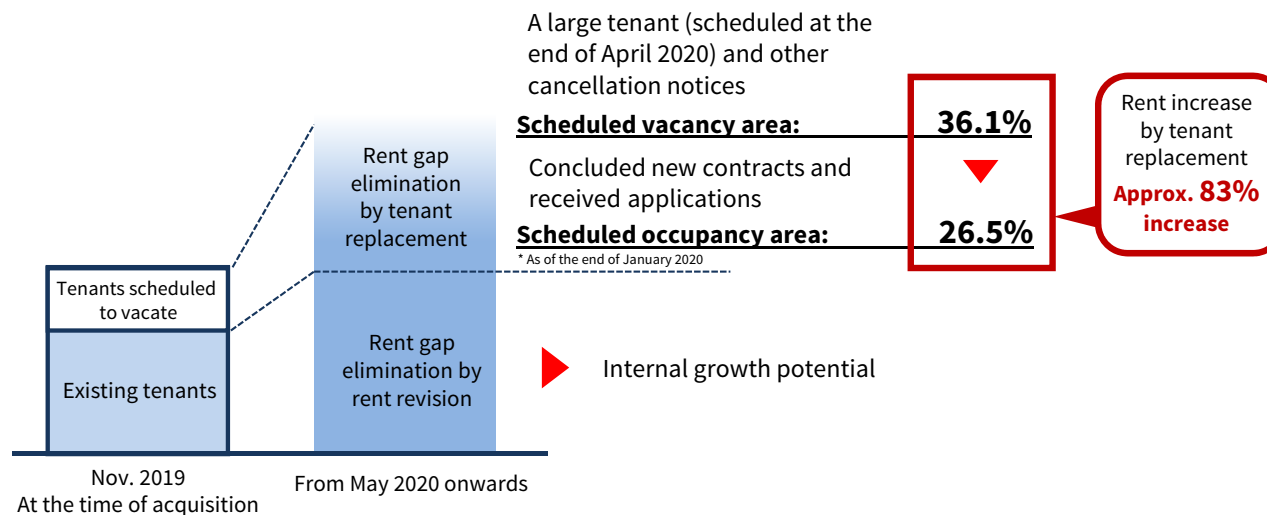 A large tenant (scheduled at the
end of April 2020) and other
cancellation notices
Scheduled vacancy area: 36.1%
Concluded new contracts and
received applications
Scheduled occupancy area: 26.5%
* As of the end of January 2020
Rent increase
by tenant
replacement
Approx. 83%
increase
Rent gap
elimination
by tenant
replacement
Tenants scheduled
to vacate
Existing tenants
Rent gap
elimination by
rent revision
Internal growth potential
Nov. 2019
At the time of acquisition
From May 2020 onwards